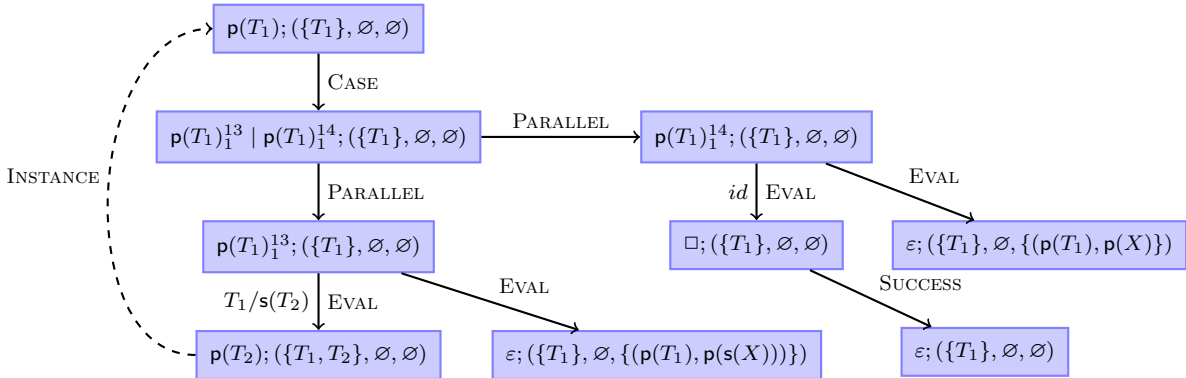 p(T₁); ({T₁}, ∅, ∅)
CASE
p(T₁)₁¹³ | p(T₁)₁¹⁴; ({T₁}, ∅, ∅)
PARALLEL
p(T₁)₁¹⁴; ({T₁}, ∅, ∅)
INSTANCE
PARALLEL
id
EVAL
EVAL
p(T₁)₁¹³; ({T₁}, ∅, ∅)
□; ({T₁}, ∅, ∅)
ε; ({T₁}, ∅, {(p(T₁), p(X)})
T₁/s(T₂)
EVAL
EVAL
SUCCESS
p(T₂); ({T₁, T₂}, ∅, ∅)
ε; ({T₁}, ∅, {(p(T₁), p(s(X)))})
ε; ({T₁}, ∅, ∅)